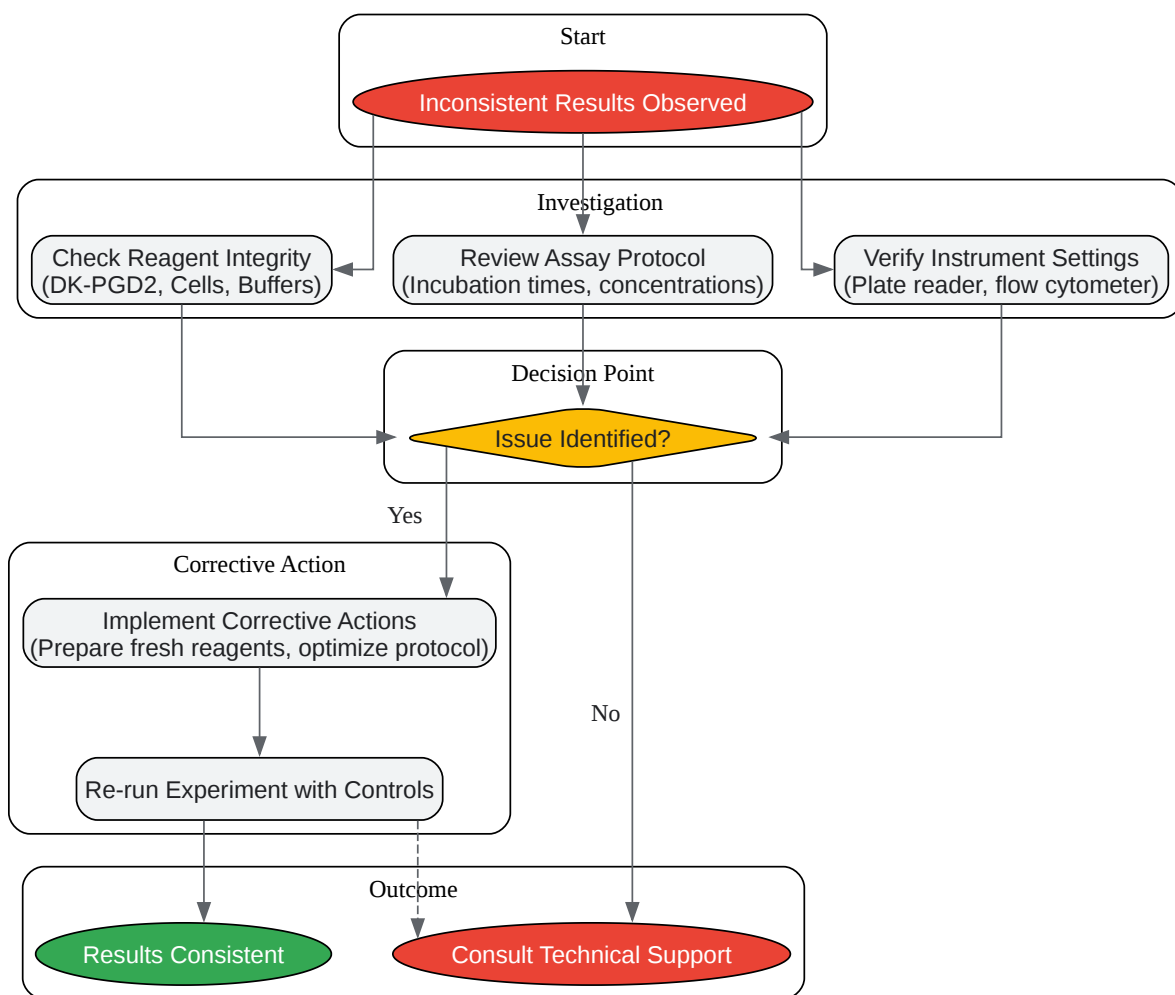 Start
Inconsistent Results Observed
Investigation
Check Reagent Integrity
(DK-PGD2, Cells, Buffers)
Review Assay Protocol
(Incubation times, concentrations)
Verify Instrument Settings
(Plate reader, flow cytometer)
Decision Point
Issue Identified?
Yes
No
Corrective Action
Implement Corrective Actions
(Prepare fresh reagents, optimize protocol)
Re-run Experiment with Controls
Outcome
Results Consistent
Consult Technical Support